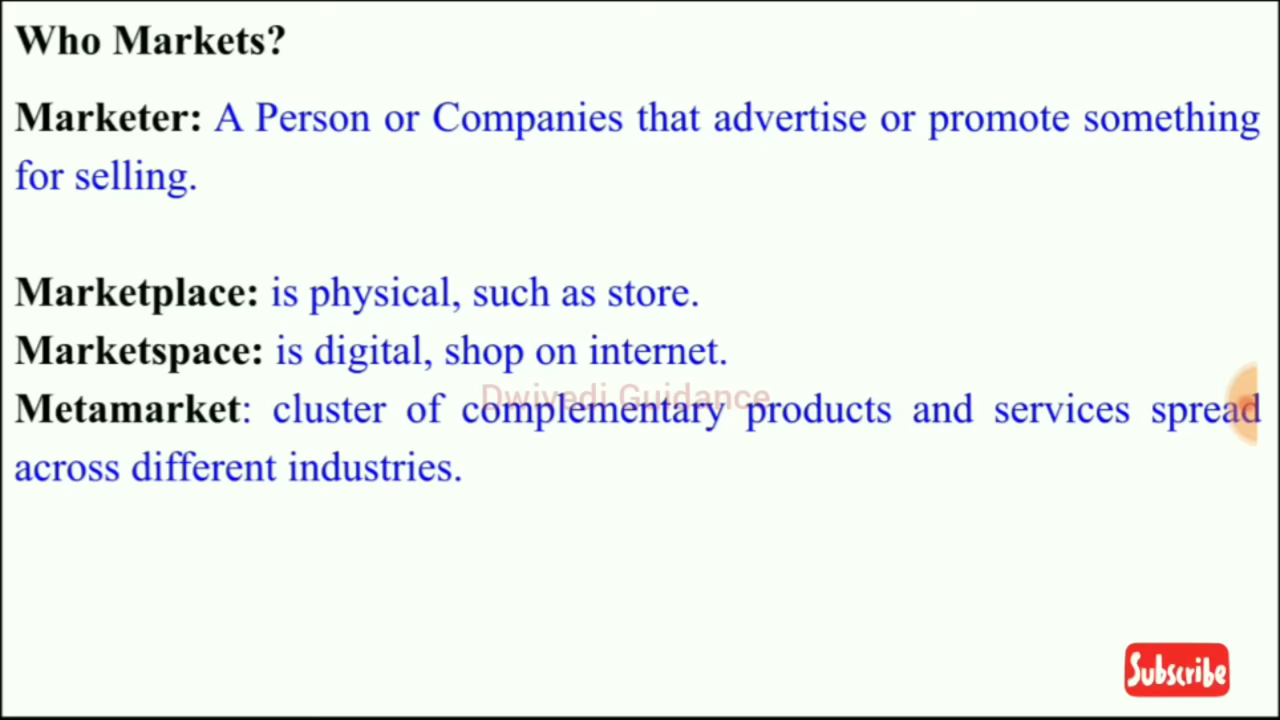 Who Markets?
Marketer: A Person or Companies that advertise or promote something
for selling.
Marketplace: is physical, such as store.
Marketspace: is digital, shop on internet.
Dwivedi Guidance
Metamarket: cluster of complementary products and services spread
across different industries.
Subscribe